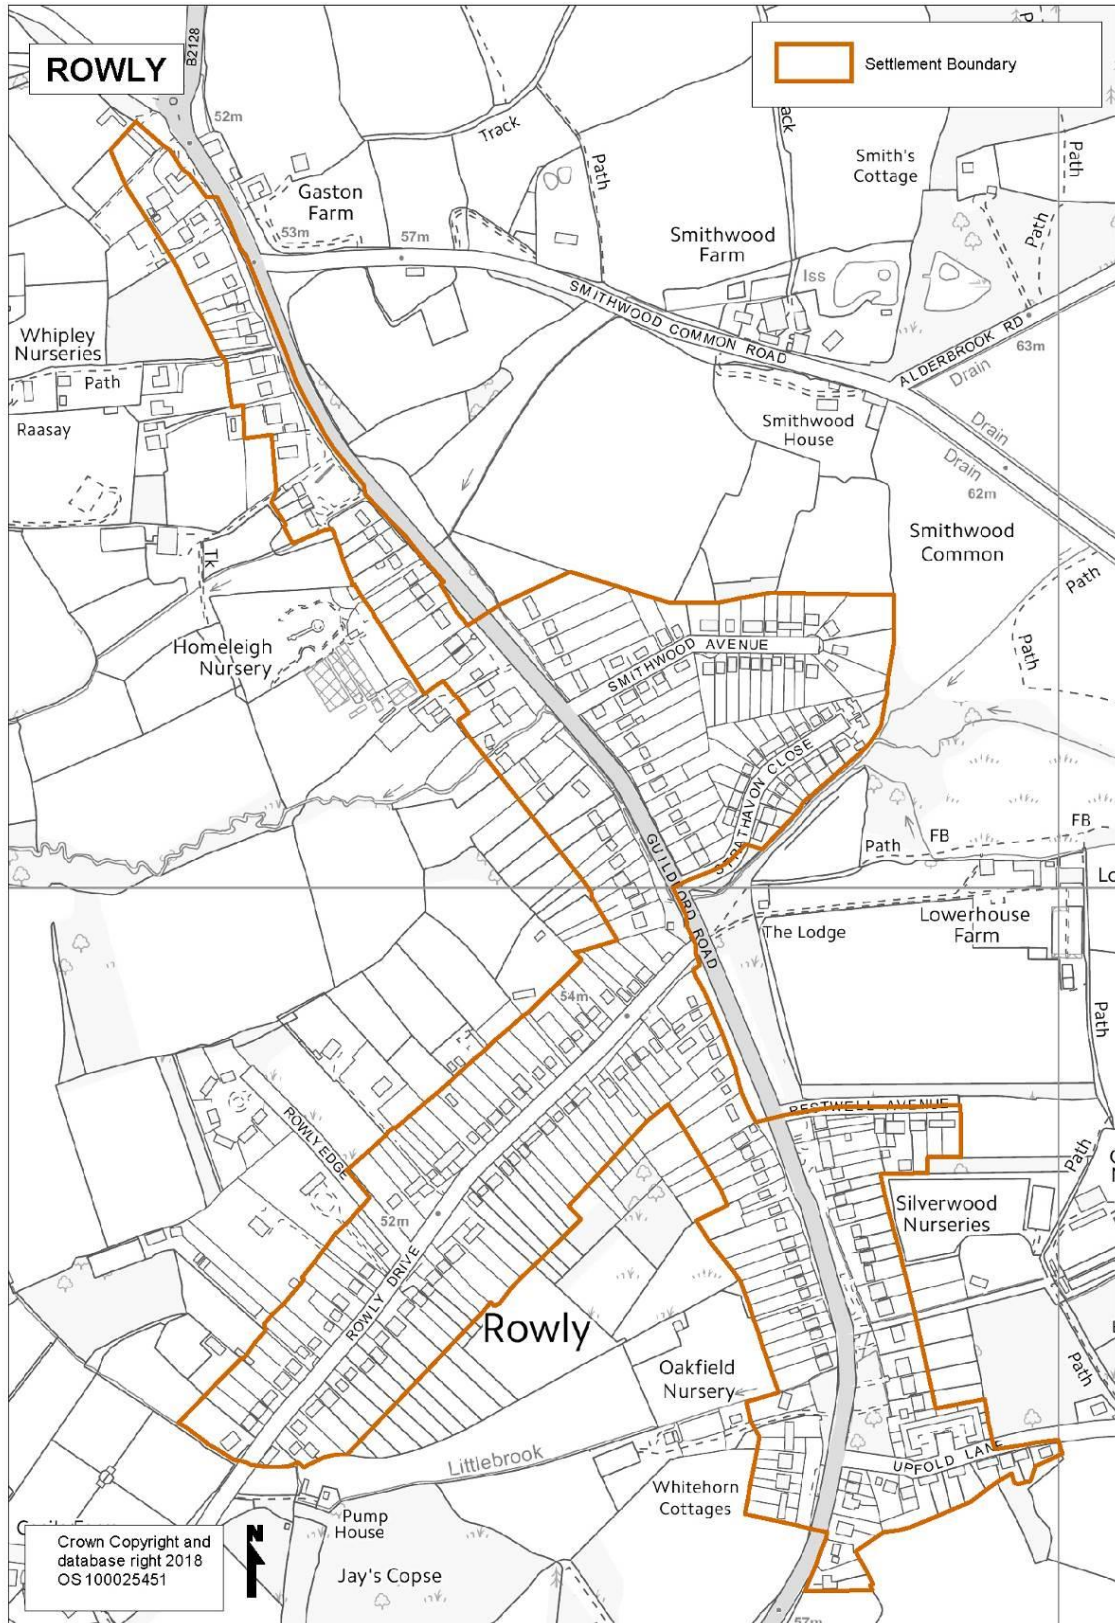 ROWLY
B2128
Settlement Boundary
52m
Track
Path
Smith's
Cottage
Path
Path
Gaston
Farm
53m
57m
Smithwood
Farm
Iss
SMITHWOOD COMMON ROAD
ALDERBROOK RD
63m
Drain
Whipley
Nurseries
Path
Raasay
Smithwood
House
Drain
Drain
62m
Smithwood
Common
Path
Tk
Homeleigh
Nursery
SMITHWOOD AVENUE
Path
STRATHAVON CLOSE
GUILDFORD ROAD
Path
FB
FB
Lowerhouse
Farm
The Lodge
Path
54m
ROWLY EDGE
BESTWELL AVENUE
Path
Silverwood
Nurseries
52m
ROWLY DRIVE
Rowly
Oakfield
Nursery
Path
Littlebrook
UPFOLD LANE
Whitehorn
Cottages
Pump
House
Jay's Copse
57m
N
Crown Copyright and
database right 2018
OS 100025451